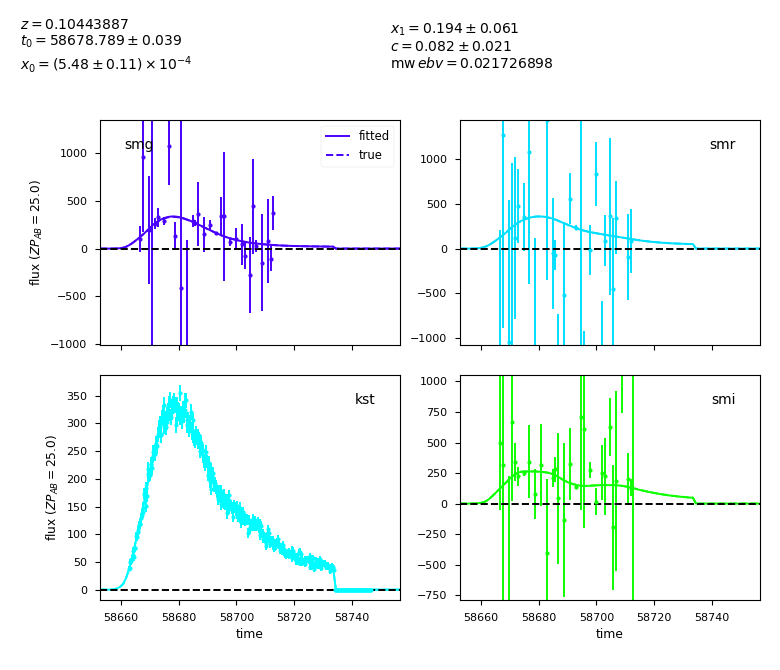 z = 0.10443887
t₀ = 58678.789 ± 0.039
x₀ = (5.48 ± 0.11) × 10⁻⁴
x₁ = 0.194 ± 0.061
c = 0.082 ± 0.021
mw ebv = 0.021726898
smg
fitted
true
1000
500
0
−500
−1000
flux (ZP_AB = 25.0)
smr
1000
500
0
−500
−1000
kst
350
300
250
200
150
100
50
0
flux (ZP_AB = 25.0)
58660 58680 58700 58720 58740
time
smi
1000
750
500
250
0
−250
−500
−750
58660 58680 58700 58720 58740
time